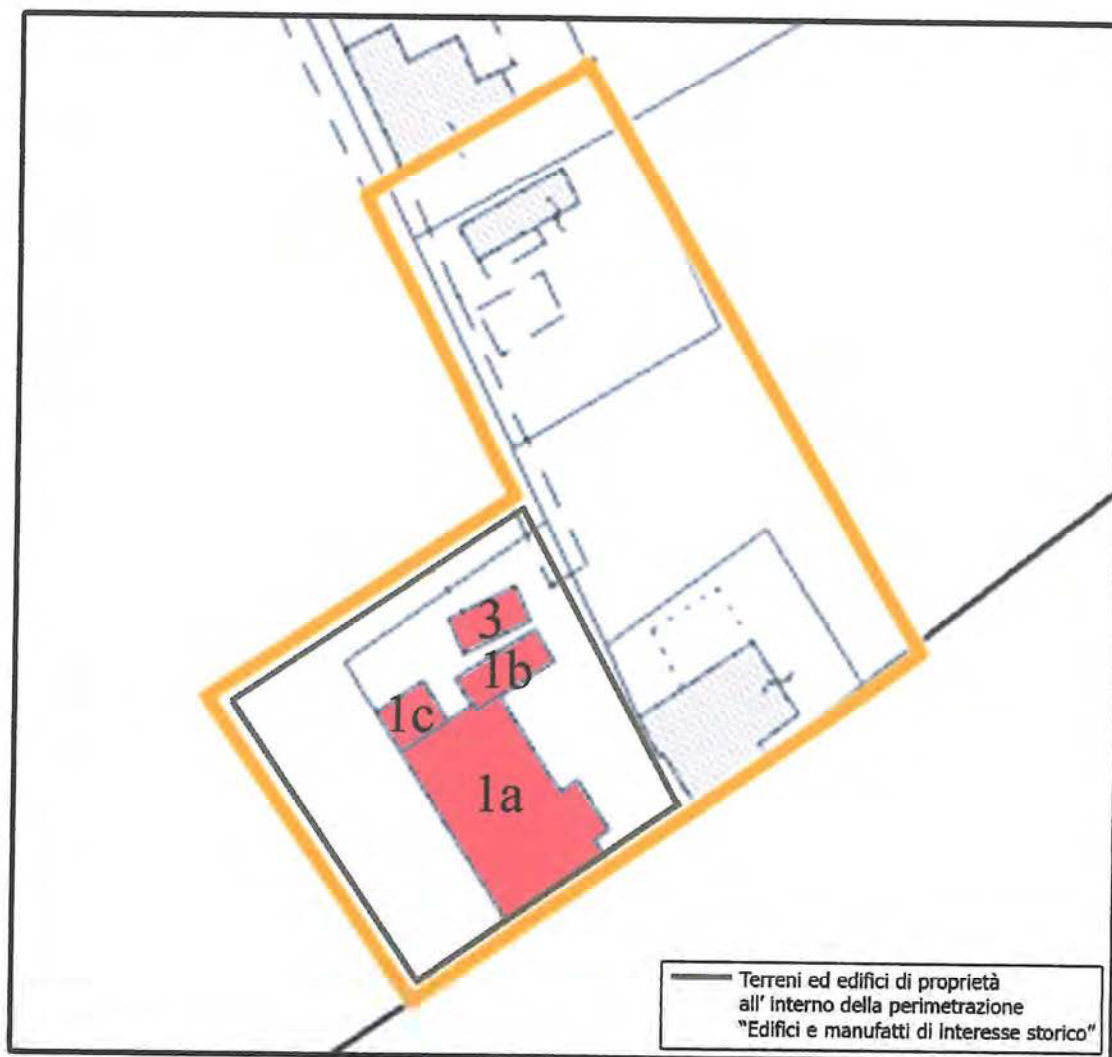 3
1b
1c
1a
Terreni ed edifici di proprietà
all' interno della perimetrazione
"Edifici e manufatti di interesse storico"